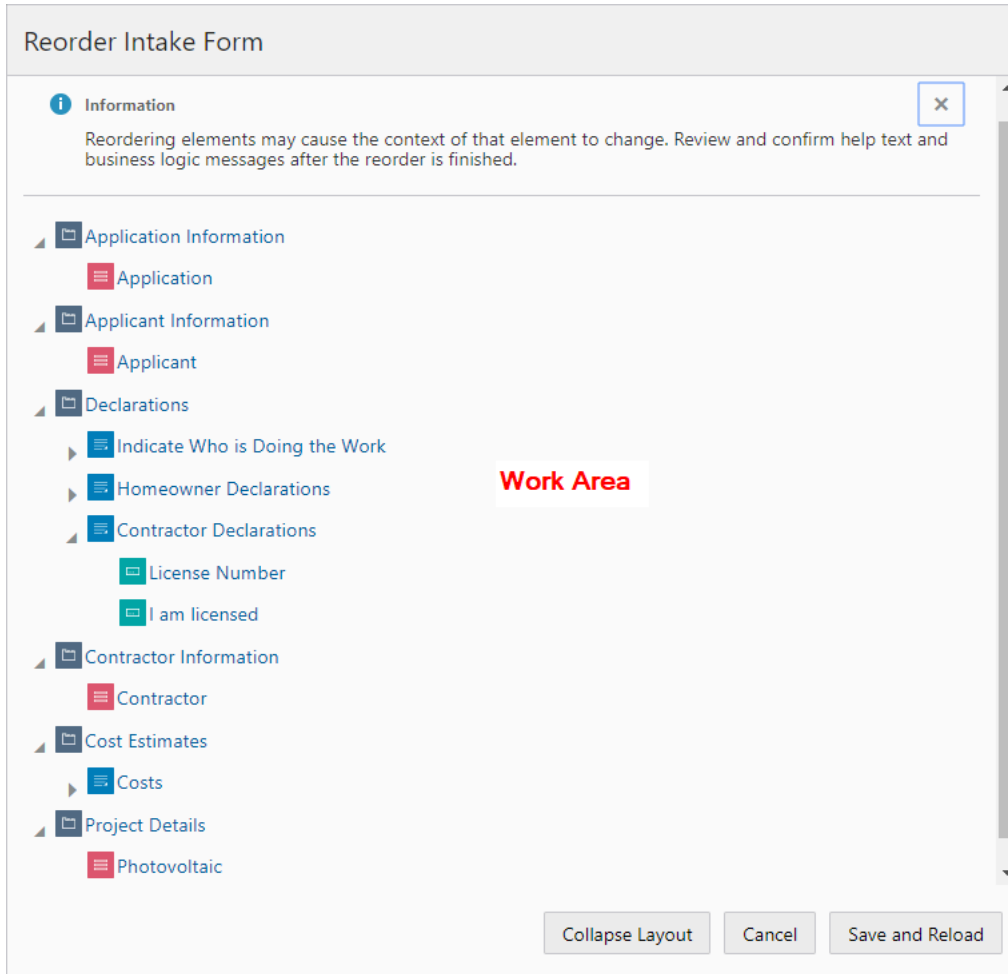 Reorder Intake Form
Information
Reordering elements may cause the context of that element to change. Review and confirm help text and
business logic messages after the reorder is finished.
Application Information
Application
Applicant Information
Applicant
Declarations
Indicate Who is Doing the Work
Homeowner Declarations
Work Area
Contractor Declarations
License Number
I am licensed
Contractor Information
Contractor
Cost Estimates
Costs
Project Details
Photovoltaic
Collapse Layout Cancel Save and Reload